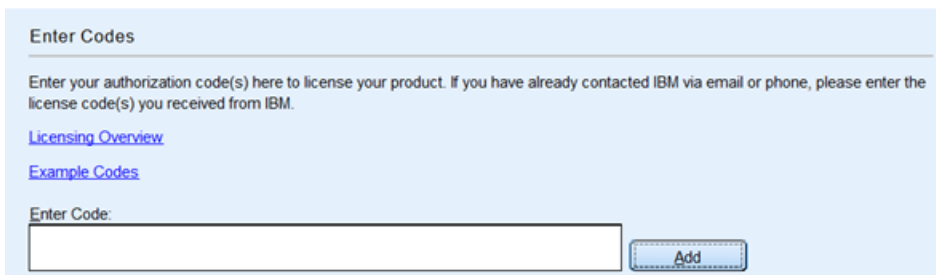 Enter Codes
Enter your authorization code(s) here to license your product. If you have already contacted IBM via email or phone, please enter the
license code(s) you received from IBM.
Licensing Overview
Example Codes
Enter Code:
Add